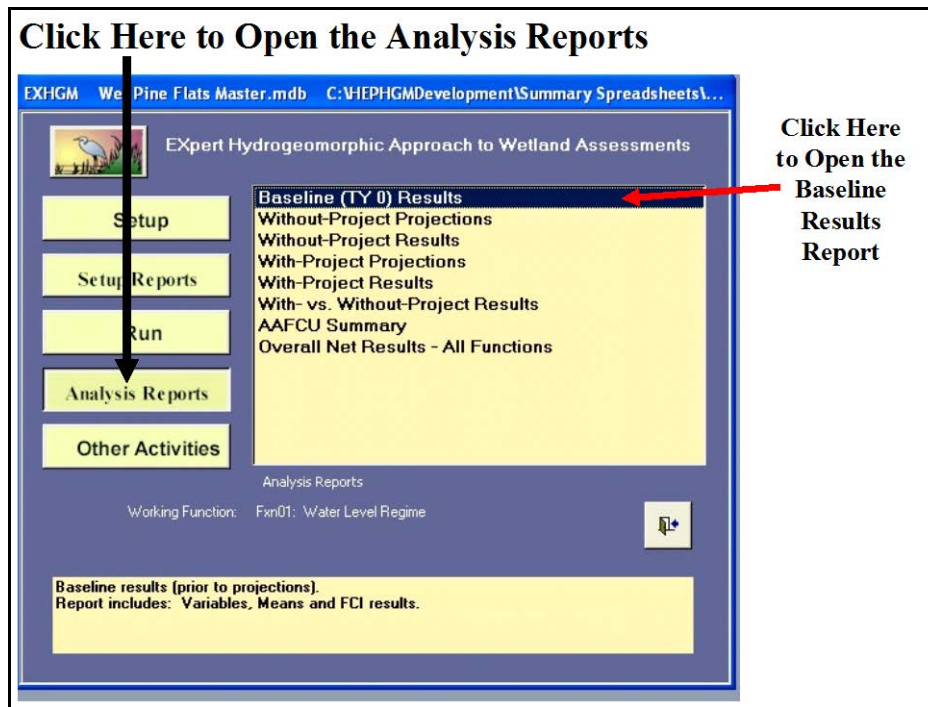 Click Here to Open the Analysis Reports
EXHGM We Pine Flats Master.mdb C:\HEPHGMDevelopment\Summary Spreadsheets\...
EXpert Hydrogeomorphic Approach to Wetland Assessments
Click Here
to Open the
Baseline
Results
Report
Setup
Setup Reports
Run
Analysis Reports
Other Activities
Baseline (TY 0) Results
Without-Project Projections
Without-Project Results
With-Project Projections
With-Project Results
With- vs. Without-Project Results
AAFCU Summary
Overall Net Results - All Functions
Analysis Reports
Working Function: Fxn01: Water Level Regime
Baseline results (prior to projections).
Report includes: Variables, Means and FCI results.